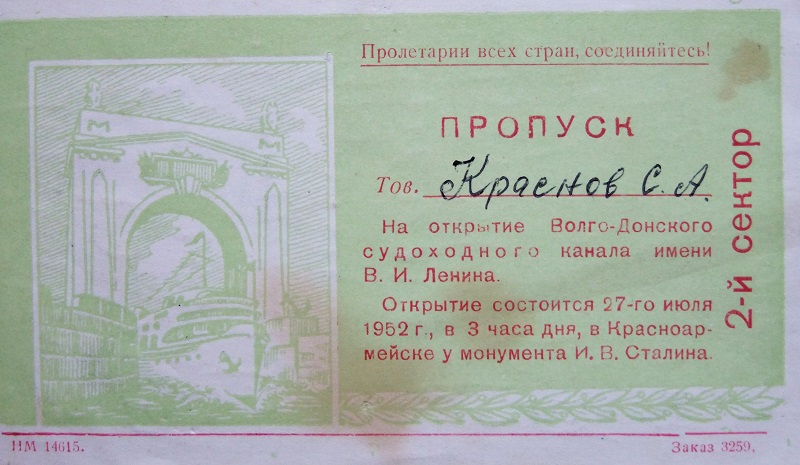 Пролетарии всех стран, соединяйтесь!
ПРОПУСК
Тов. Краснов С. А.
На открытие Волго-Донского
судоходного канала имени
В. И. Ленина.
Открытие состоится 27-го июля
1952 г., в 3 часа дня, в Красноар-
мейске у монумента И. В. Сталина.
2-й сектор
НМ 14615.
Заказ 3259.